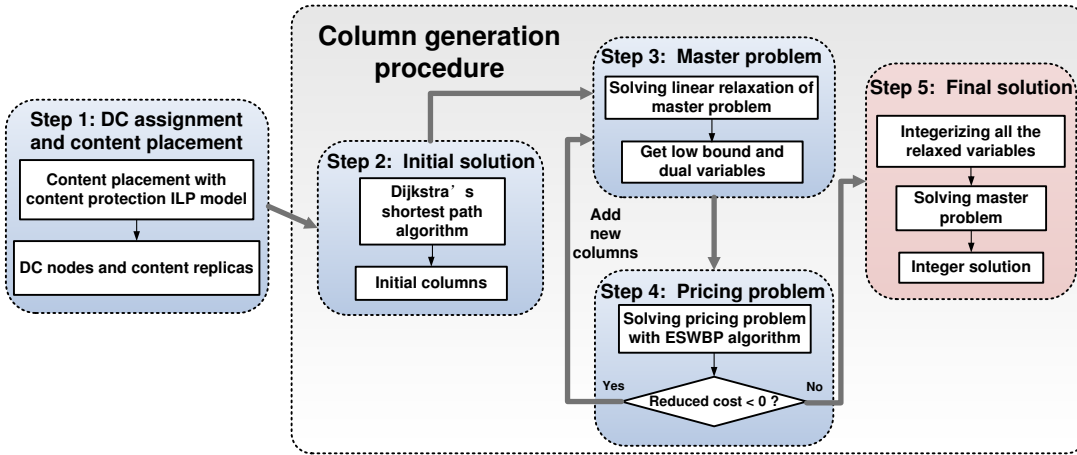 Column generation
procedure
Step 1: DC assignment
and content placement
Content placement with
content protection ILP model
DC nodes and content replicas
Step 2: Initial solution
Dijkstra’s
shortest path
algorithm
Initial columns
Step 3: Master problem
Solving linear relaxation of
master problem
Get low bound and
dual variables
Add
new
columns
Step 4: Pricing problem
Solving pricing problem
with ESWBP algorithm
Yes
Reduced cost < 0 ?
No
Step 5: Final solution
Integerizing all the
relaxed variables
Solving master
problem
Integer solution